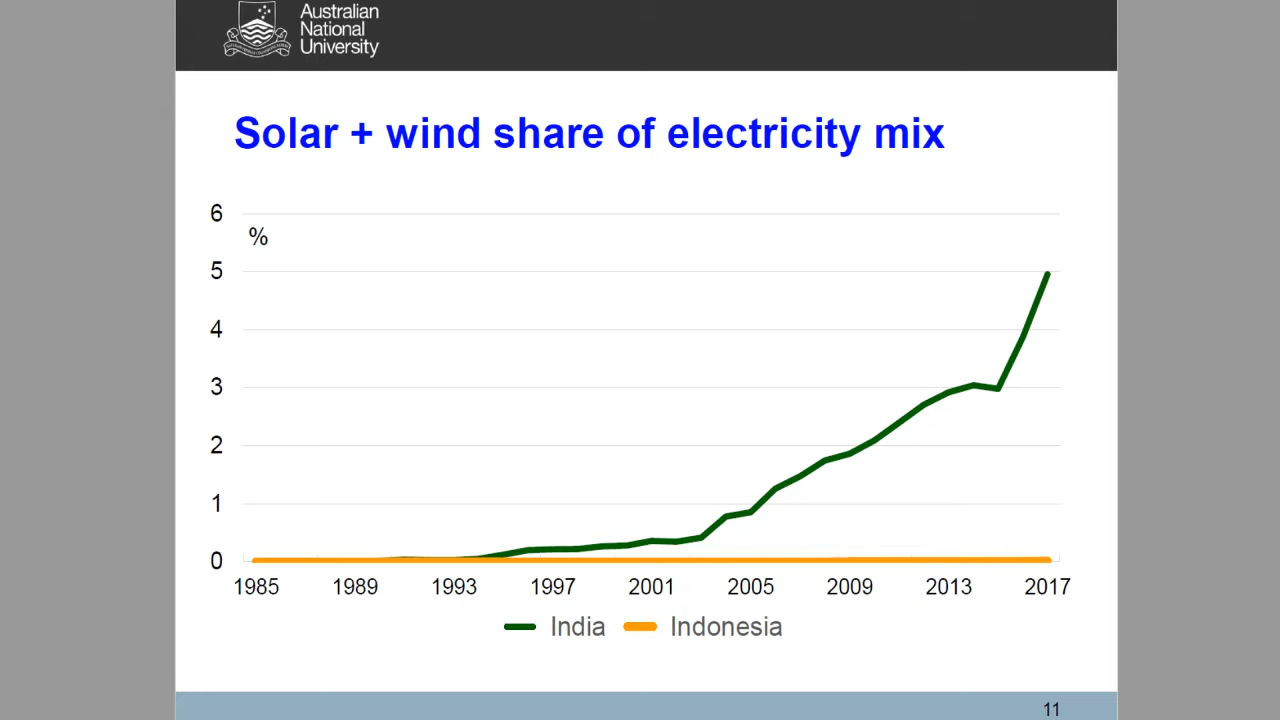 Australian
National
University
Solar + wind share of electricity mix
6
%
5
4
3
2
1
0
1985 1989 1993 1997 2001 2005 2009 2013 2017
India Indonesia
11